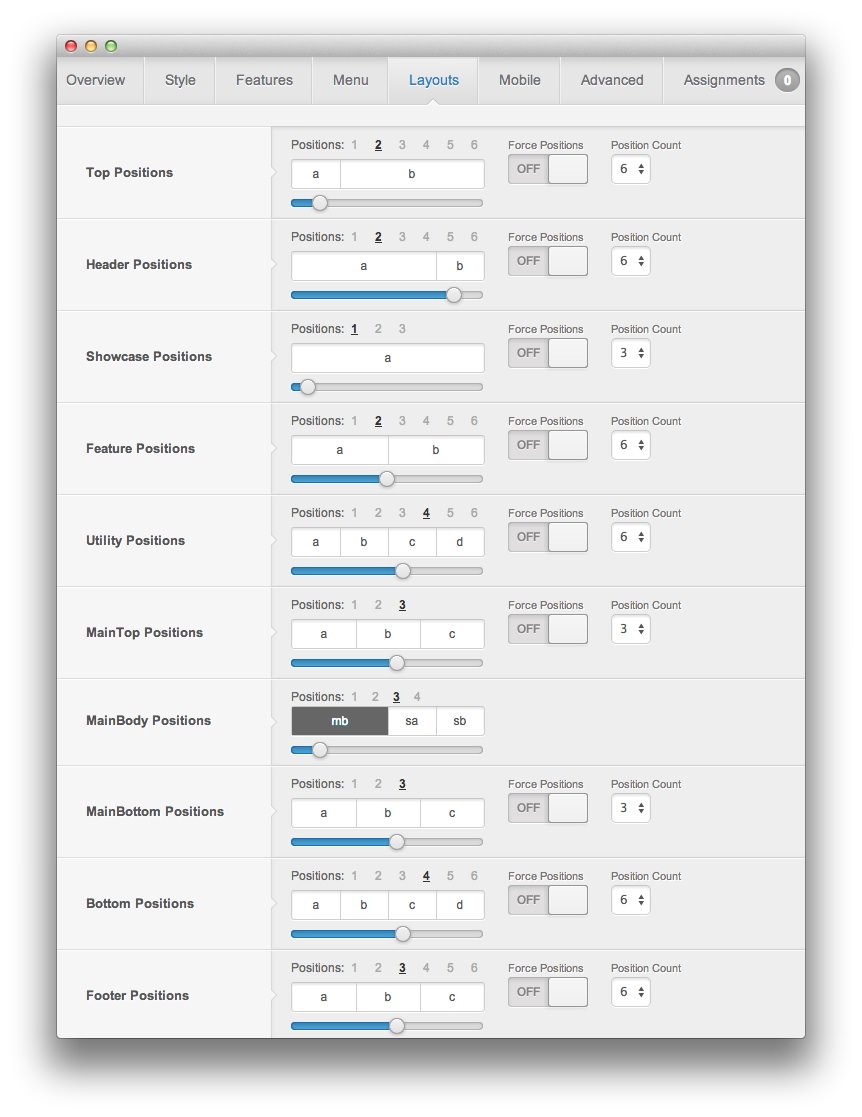 Overview Style Features Menu Layouts Mobile Advanced Assignments 0
Positions: 1 2 3 4 5 6 Force Positions Position Count
Top Positions a b OFF 6
Positions: 1 2 3 4 5 6 Force Positions Position Count
Header Positions a b OFF 6
Positions: 1 2 3 Force Positions Position Count
Showcase Positions a OFF 3
Positions: 1 2 3 4 5 6 Force Positions Position Count
Feature Positions a b OFF 6
Positions: 1 2 3 4 5 6 Force Positions Position Count
Utility Positions a b c d OFF 6
Positions: 1 2 3 Force Positions Position Count
MainTop Positions a b c OFF 3
Positions: 1 2 3 4
MainBody Positions mb sa sb
Positions: 1 2 3 Force Positions Position Count
MainBottom Positions a b c OFF 3
Positions: 1 2 3 4 5 6 Force Positions Position Count
Bottom Positions a b c d OFF 6
Positions: 1 2 3 4 5 6 Force Positions Position Count
Footer Positions a b c OFF 6